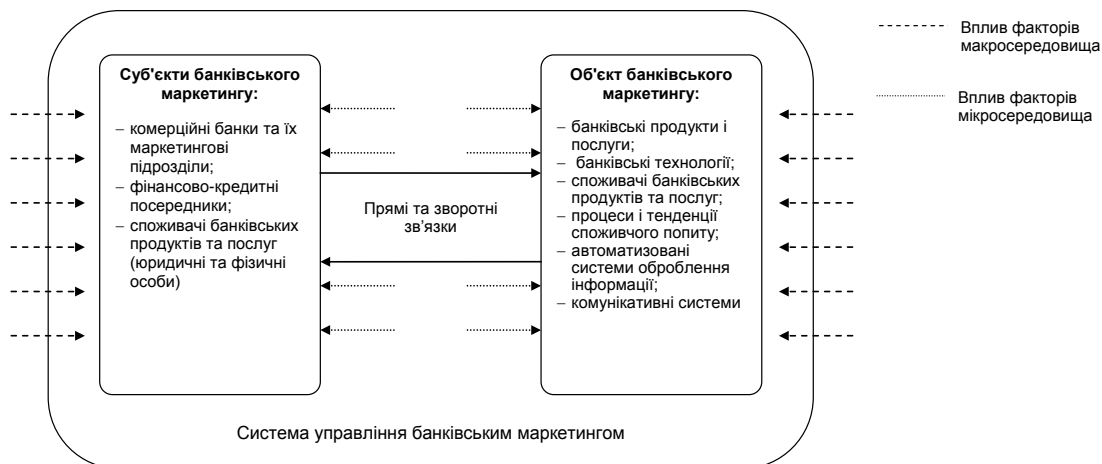 Суб'єкти банківського
маркетингу:
– комерційні банки та їх
маркетингові
підрозділи;
– фінансово-кредитні
посередники;
– споживачі банківських
продуктів та послуг
(юридичні та фізичні
особи)
Прямі та зворотні
зв’язки
Об'єкт банківського
маркетингу:
– банківські продукти і
послуги;
– банківські технології;
– споживачі банківських
продуктів та послуг;
– процеси і тенденції
споживчого попиту;
– автоматизовані
системи оброблення
інформації;
– комунікативні системи
Система управління банківським маркетингом
Вплив факторів
макросередовища
Вплив факторів
мікросередовища